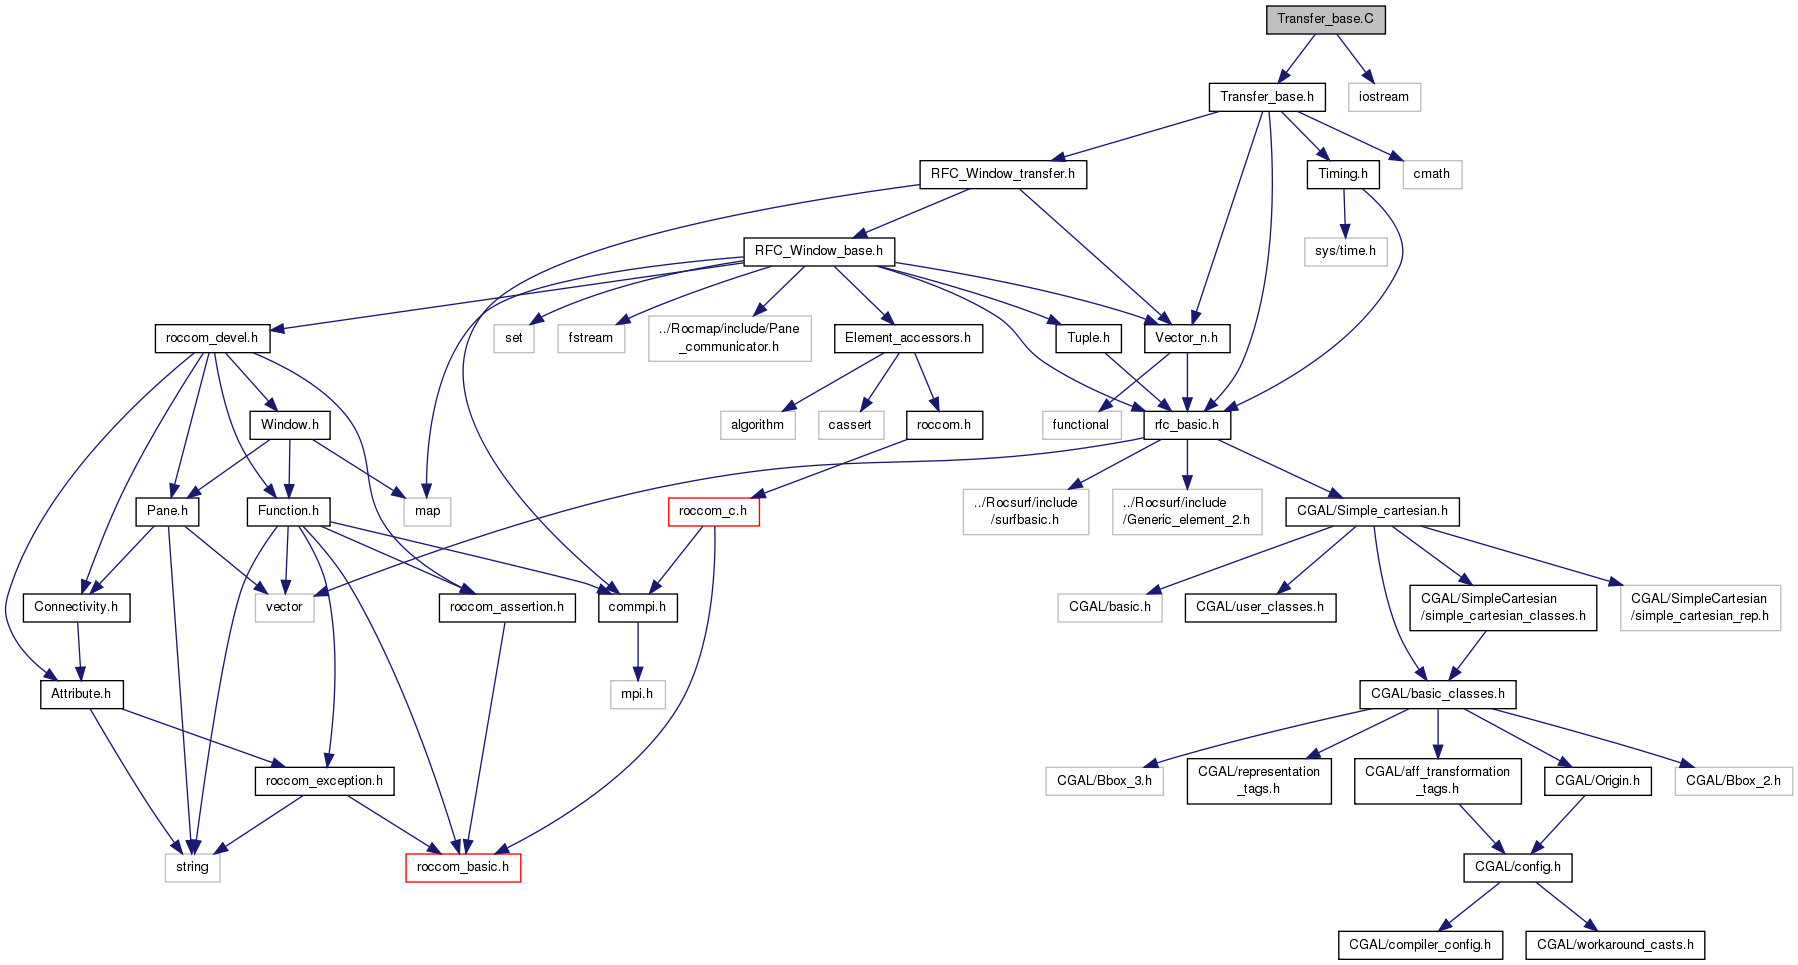 Transfer_base.C
Transfer_base.h
iostream
RFC_Window_transfer.h
Timing.h
cmath
RFC_Window_base.h
sys/time.h
roccom_devel.h
set
fstream
../Rocmap/include/Pane
_communicator.h
Element_accessors.h
Tuple.h
Vector_n.h
Window.h
algorithm
cassert
roccom.h
functional
rfc_basic.h
Pane.h
Function.h
map
roccom_c.h
../Rocsurf/include
/surfbasic.h
../Rocsurf/include
/Generic_element_2.h
CGAL/Simple_cartesian.h
Connectivity.h
vector
roccom_assertion.h
commpi.h
CGAL/basic.h
CGAL/user_classes.h
CGAL/SimpleCartesian
/simple_cartesian_classes.h
CGAL/SimpleCartesian
/simple_cartesian_rep.h
Attribute.h
mpi.h
CGAL/basic_classes.h
roccom_exception.h
CGAL/Bbox_3.h
CGAL/representation
_tags.h
CGAL/aff_transformation
_tags.h
CGAL/Origin.h
CGAL/Bbox_2.h
string
roccom_basic.h
CGAL/config.h
CGAL/compiler_config.h
CGAL/workaround_casts.h